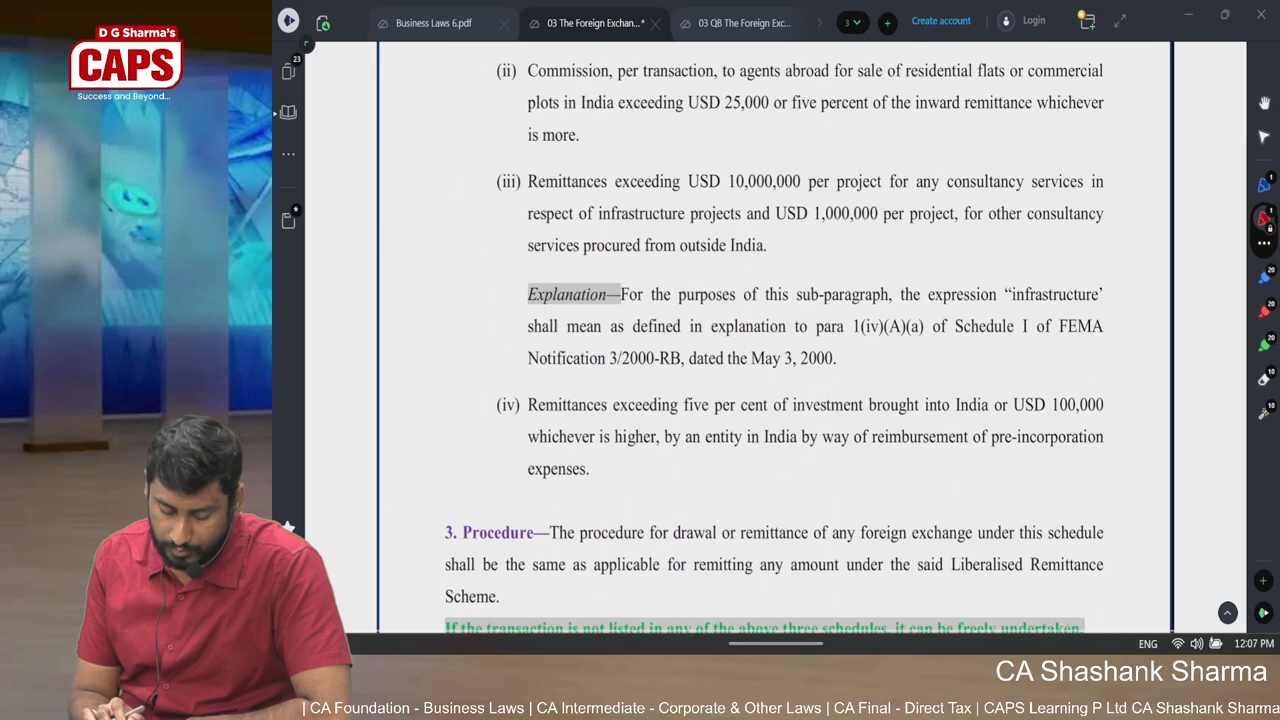 D G Sharma's
CAPS
Success and Beyond...
Business Laws 6.pdf
03 The Foreign Exchan...*
03 QB The Foreign Exc...
3
Create account
Login
23
(ii) Commission, per transaction, to agents abroad for sale of residential flats or commercial
plots in India exceeding USD 25,000 or five percent of the inward remittance whichever
is more.
(iii) Remittances exceeding USD 10,000,000 per project for any consultancy services in
respect of infrastructure projects and USD 1,000,000 per project, for other consultancy
services procured from outside India.
Explanation—For the purposes of this sub-paragraph, the expression “infrastructure’
shall mean as defined in explanation to para 1(iv)(A)(a) of Schedule I of FEMA
Notification 3/2000-RB, dated the May 3, 2000.
(iv) Remittances exceeding five per cent of investment brought into India or USD 100,000
whichever is higher, by an entity in India by way of reimbursement of pre-incorporation
expenses.
3. Procedure—The procedure for drawal or remittance of any foreign exchange under this schedule
shall be the same as applicable for remitting any amount under the said Liberalised Remittance
Scheme.
If the transaction is not listed in any of the above three schedules, it can be freely undertaken
1
1
20
20
20
10
10
ENG
12:07 PM
CA Shashank Sharma
| CA Foundation - Business Laws | CA Intermediate - Corporate & Other Laws | CA Final - Direct Tax | CAPS Learning P Ltd CA Shashank Sharma